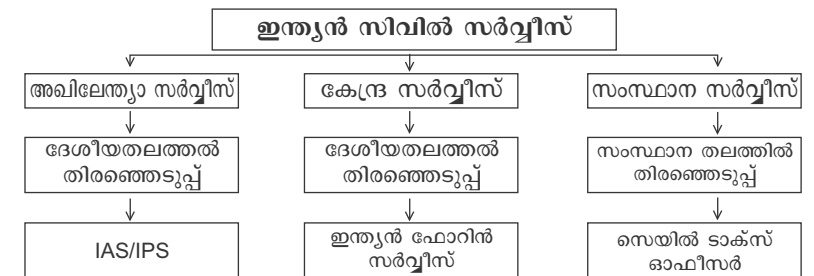 ഇന്ത്യൻ സിവിൽ സർവ്വീസ്
അഖിലേന്ത്യാ സർവ്വീസ്
കേന്ദ്ര സർവ്വീസ്
സംസ്ഥാന സർവ്വീസ്
ദേശീയതലത്തൽ
തിരഞ്ഞെടുപ്പ്
ദേശീയതലത്തൽ
തിരഞ്ഞെടുപ്പ്
സംസ്ഥാന തലത്തിൽ
തിരഞ്ഞെടുപ്പ്
IAS/IPS
ഇന്ത്യൻ ഫോറിൻ
സർവ്വീസ്
സെയിൽ ടാക്സ്
ഓഫീസർ